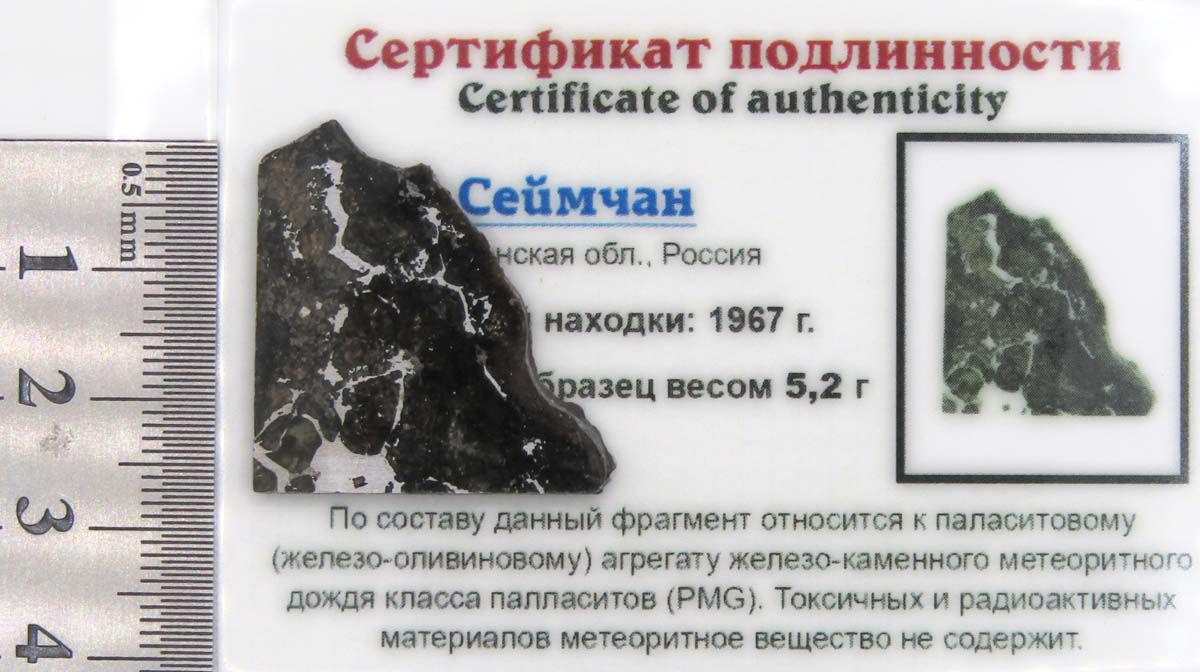 Сертификат подлинности
Certificate of authenticity
Сеймчан
нская обл., Россия
находки: 1967 г.
бразец весом 5,2 г
По составу данный фрагмент относится к паласитовому
(железо-оливиновому) агрегату железо-каменного метеоритного
дождя класса палласитов (PMG). Токсичных и радиоактивных
материалов метеоритное вещество не содержит.
0.5 mm
1
2
3
4